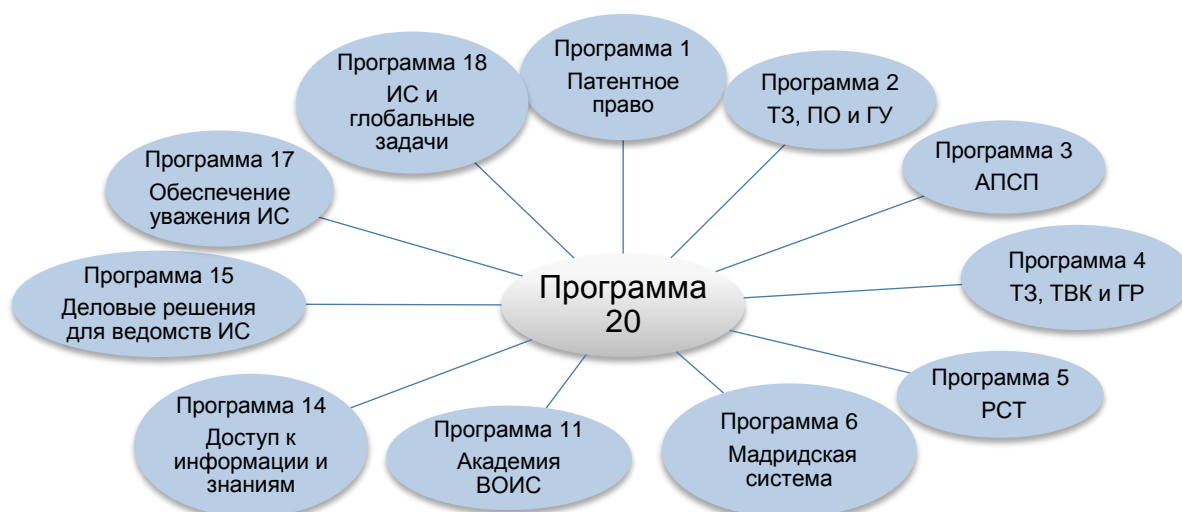 Программа 1
Патентное
право
Программа 2
ТЗ, ПО и ГУ
Программа 3
АПСП
Программа 4
ТЗ, ТВК и ГР
Программа 5
PCT
Программа 6
Мадридская
система
Программа 11
Академия
ВОИС
Программа 14
Доступ к
информации и
знаниям
Программа 15
Деловые решения
для ведомств ИС
Программа 17
Обеспечение
уважения ИС
Программа 18
ИС и
глобальные
задачи
Программа
20